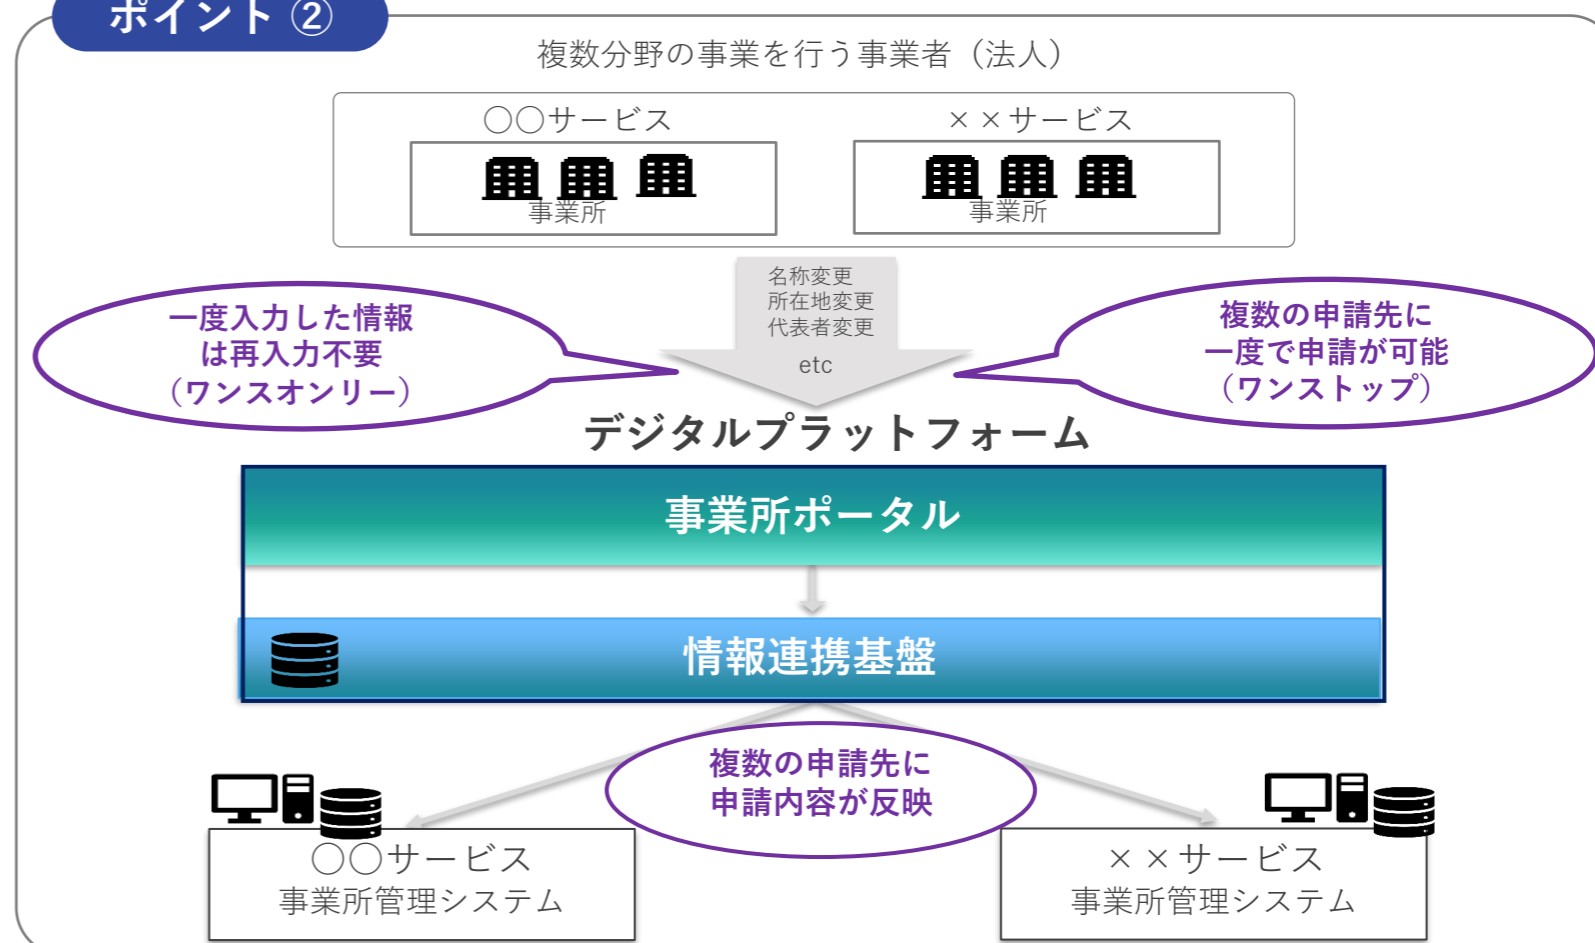 ポイント ②
複数分野の事業を行う事業者（法人）
○○サービス
××サービス
事業所
事業所
名称変更
所在地変更
代表者変更
etc
一度入力した情報
は再入力不要
（ワンスオンリー）
複数の申請先に
一度で申請が可能
（ワンストップ）
デジタルプラットフォーム
事業所ポータル
情報連携基盤
複数の申請先に
申請内容が反映
○○サービス
事業所管理システム
××サービス
事業所管理システム